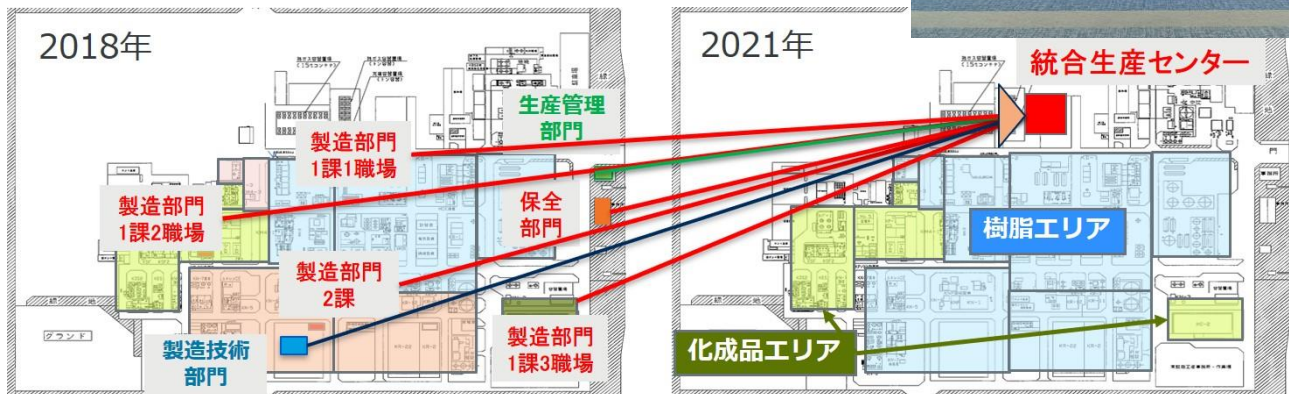 2018年
生産管理
部門
製造部門
1課1職場
製造部門
1課2職場
保全
部門
製造部門
2課
製造技術
部門
製造部門
1課3職場
グランド
2021年
統合生産センター
樹脂エリア
化成品エリア